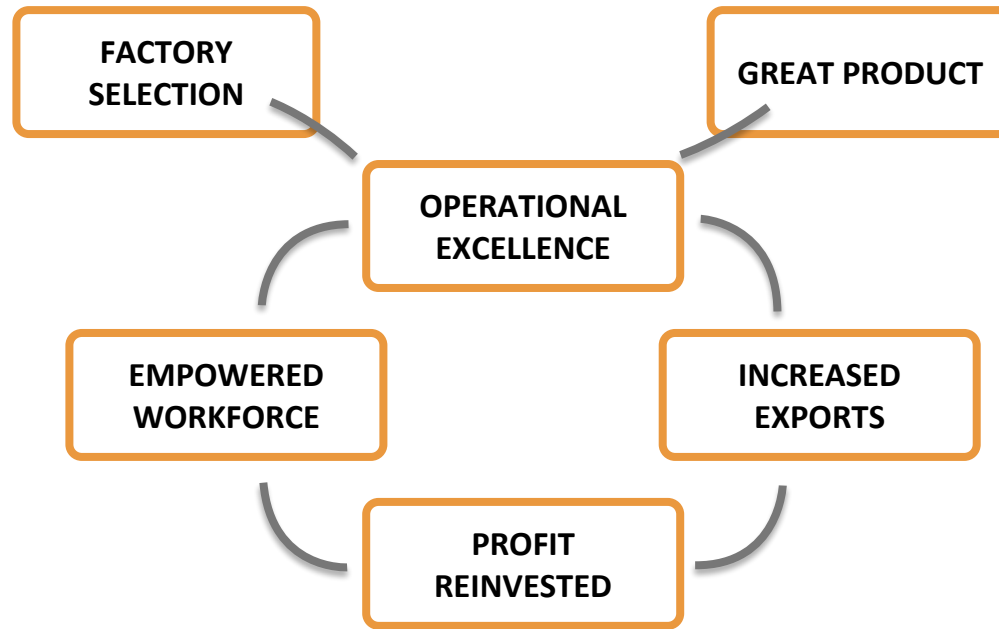 FACTORY
SELECTION
GREAT PRODUCT
OPERATIONAL
EXCELLENCE
EMPOWERED
WORKFORCE
INCREASED
EXPORTS
PROFIT
REINVESTED